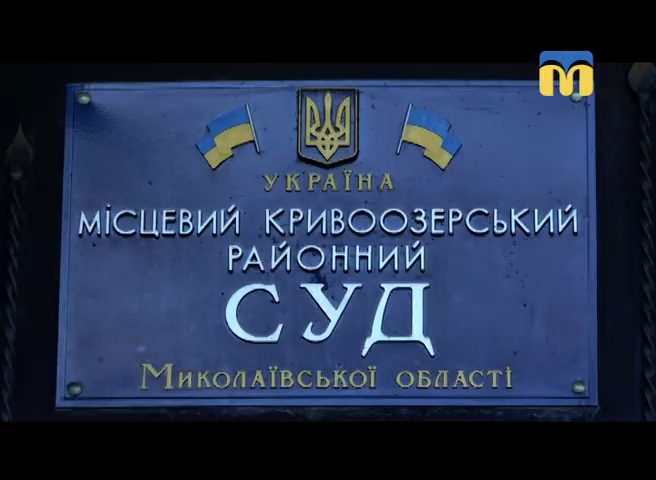 М
УКРАЇНА
МІСЦЕВИЙ КРИВООЗЕРСЬКИЙ
РАЙОННИЙ
СУД
МИКОЛАЇВСЬКОЇ ОБЛАСТІ